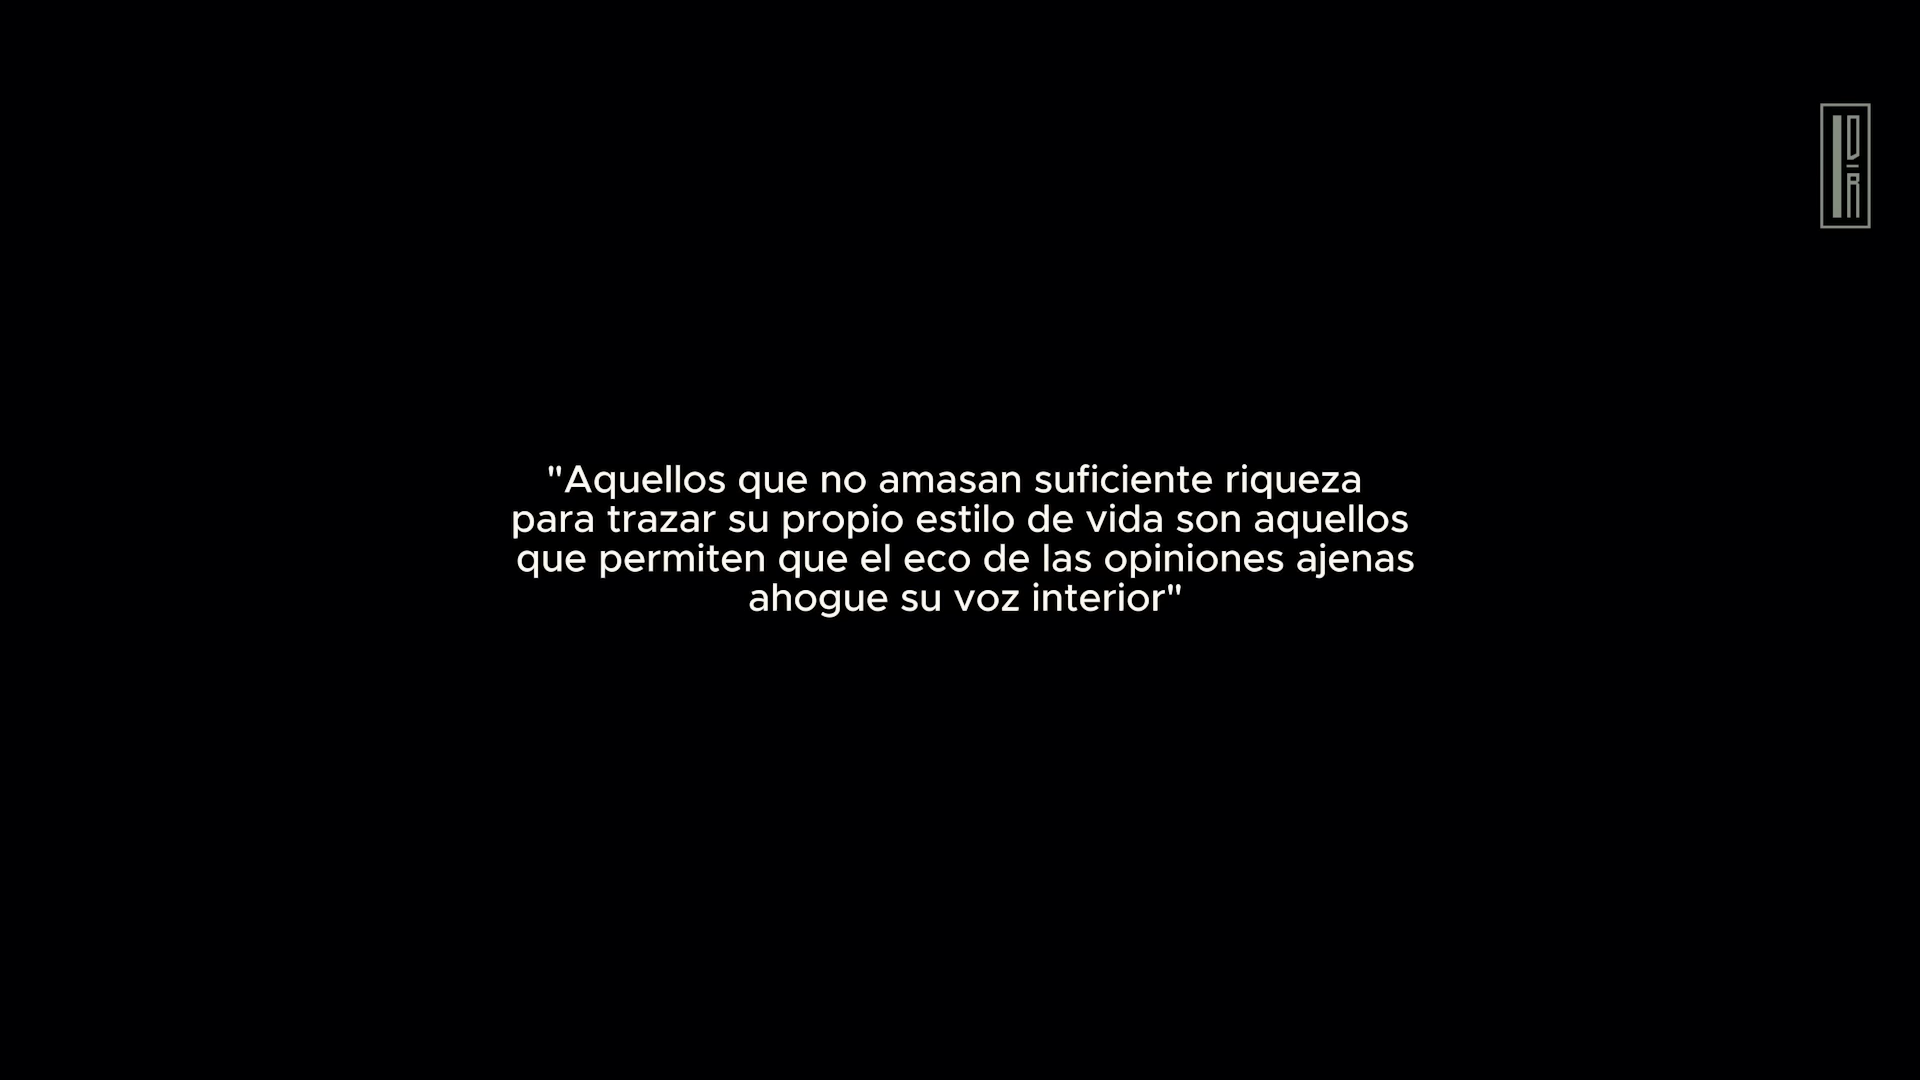 "Aquellos que no amasan suficiente riqueza
para trazar su propio estilo de vida son aquellos
que permiten que el eco de las opiniones ajenas
ahogue su voz interior"